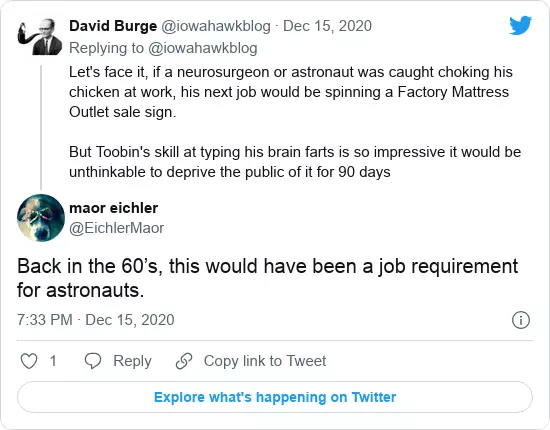 David Burge @iowahawkblog · Dec 15, 2020
Replying to @iowahawkblog
Let's face it, if a neurosurgeon or astronaut was caught choking his
chicken at work, his next job would be spinning a Factory Mattress
Outlet sale sign.
But Toobin's skill at typing his brain farts is so impressive it would be
unthinkable to deprive the public of it for 90 days
maor eichler
@EichlerMaor
Back in the 60’s, this would have been a job requirement
for astronauts.
7:33 PM · Dec 15, 2020
1 Reply Copy link to Tweet
Explore what's happening on Twitter